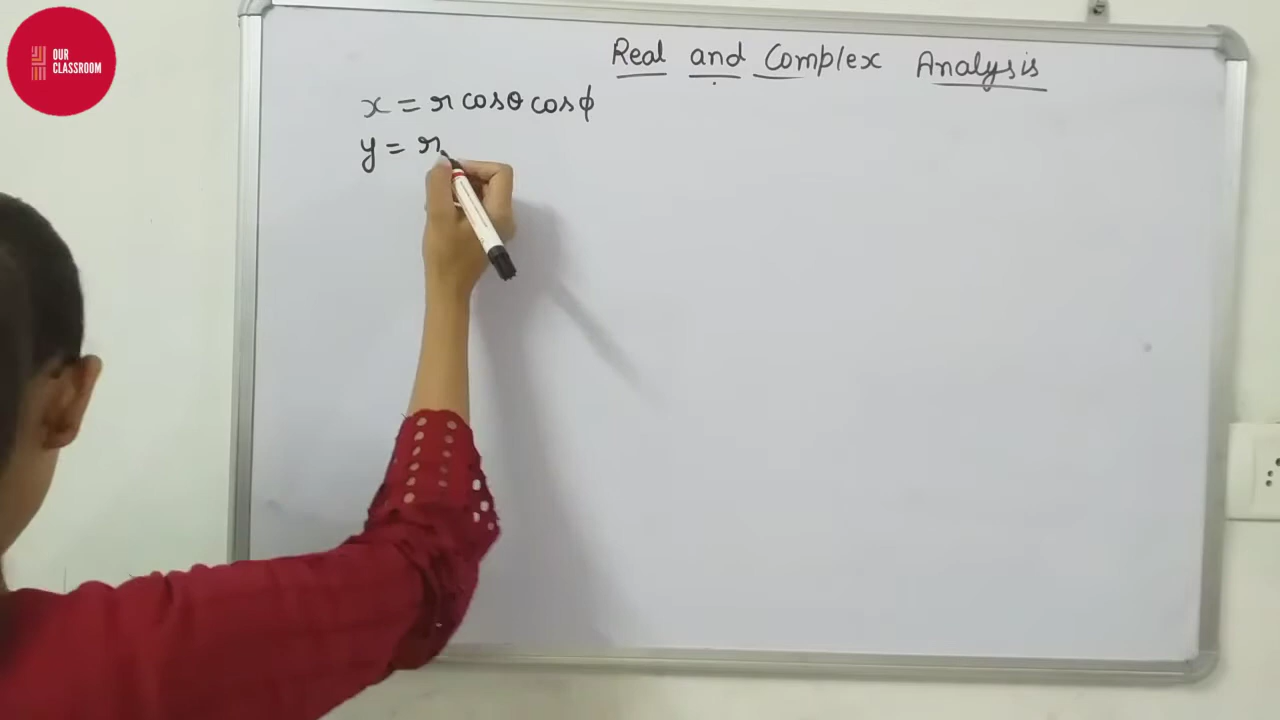 OUR
CLASSROOM
Real and Complex Analysis
x = r cosθ cosϕ
y = r